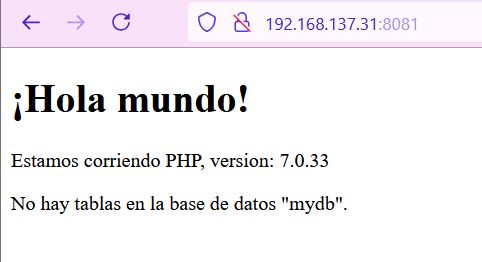 192.168.137.31:8081
¡Hola mundo!
Estamos corriendo PHP, version: 7.0.33
No hay tablas en la base de datos "mydb".